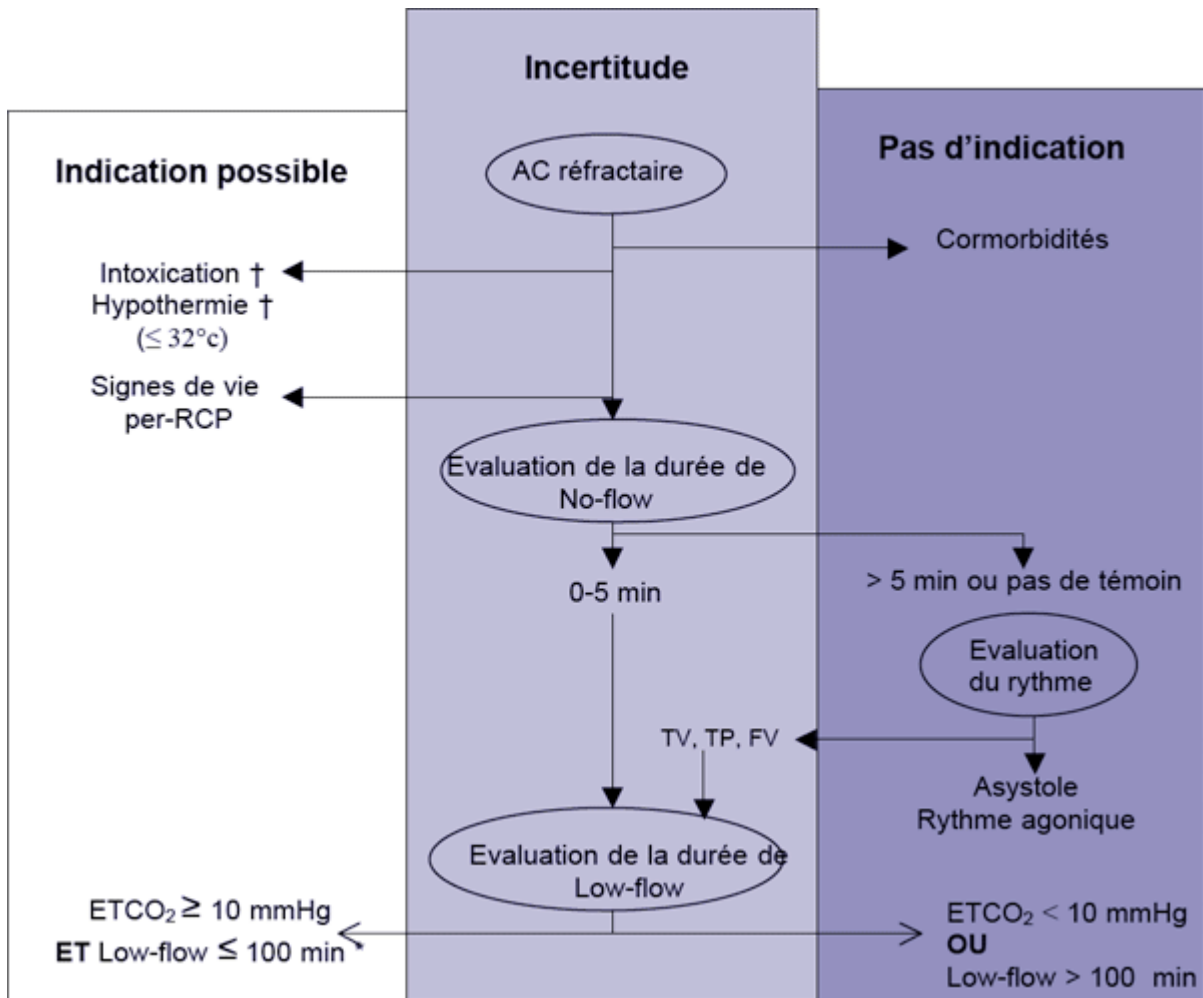 Incertitude
Indication possible
Pas d’indication
AC réfractaire
Cormorbidités
Intoxication †
Hypothermie †
(≤ 32°c)
Signes de vie
per-RCP
Evaluation de la durée de
No-flow
0-5 min
> 5 min ou pas de témoin
Evaluation
du rythme
TV, TP, FV
Asystole
Rythme agonique
Evaluation de la durée de
Low-flow
ETCO₂ ≥ 10 mmHg
ET Low-flow ≤ 100 min *
ETCO₂ < 10 mmHg
OU
Low-flow > 100 min